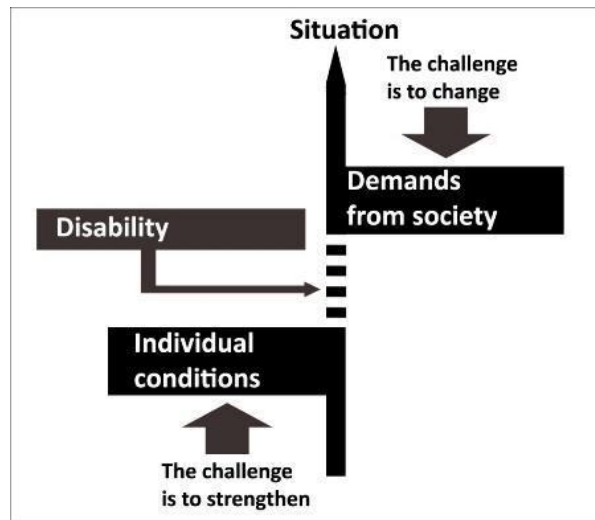 Situation
The challenge
is to change
Demands
from society
Disability
Individual
conditions
The challenge
is to strengthen